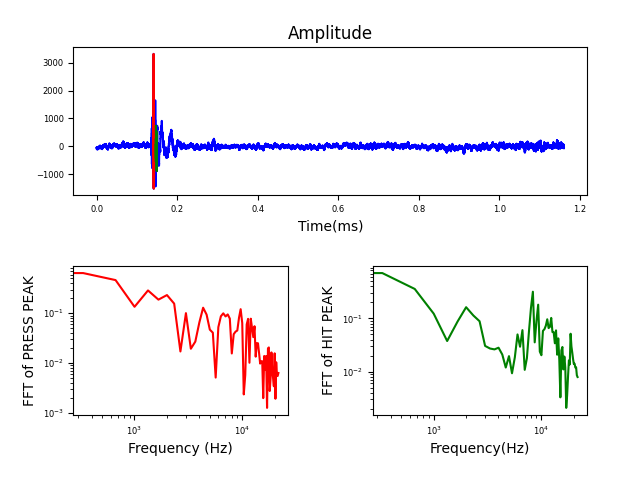 Amplitude
3000
2000
1000
0
−1000
0.0 0.2 0.4 0.6 0.8 1.0 1.2
Time(ms)
FFT of PRESS PEAK
10⁻¹
10⁻²
10⁻³
10³ 10⁴
Frequency (Hz)
FFT of HIT PEAK
10⁻¹
10⁻²
10³ 10⁴
Frequency(Hz)